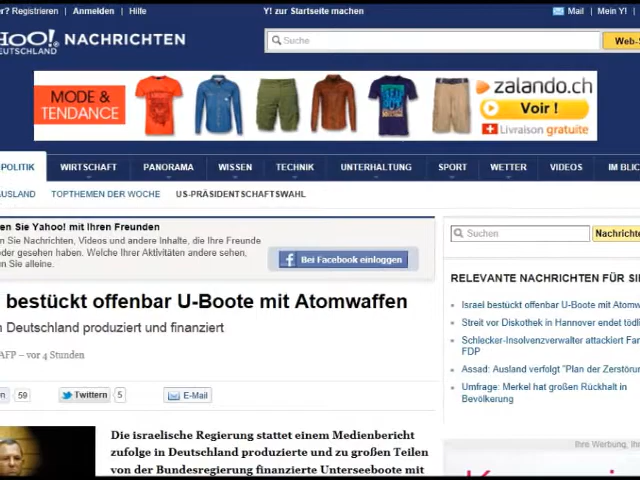 r? Registrieren Anmelden Hilfe Y! zur Startseite machen Mail Mein Y!
HOO! NACHRICHTEN
DEUTSCHLAND
Suche Web-S
MODE &
TENDANCE
zalando.ch
Voir !
Livraison gratuite
POLITIK WIRTSCHAFT PANORAMA WISSEN TECHNIK UNTERHALTUNG SPORT WETTER VIDEOS IM BLIC
AUSLAND TOPTHEMEN DER WOCHE US-PRÄSIDENTSCHAFTSWAHL
en Sie Yahoo! mit Ihren Freunden
n Sie Nachrichten, Videos und andere Inhalte, die Ihre Freunde
eder gesehen haben. Welche Ihrer Aktivitäten andere sehen,
en Sie alleine.
Bei Facebook einloggen
bestückt offenbar U-Boote mit Atomwaffen
n Deutschland produziert und finanziert
AFP – vor 4 Stunden
n 59 Twittern 5 E-Mail
Die israelische Regierung stattet einem Medienbericht
zufolge in Deutschland produzierte und zu großen Teilen
von der Bundesregierung finanzierte Unterseeboote mit
Suchen Nachrichte
RELEVANTE NACHRICHTEN FÜR SI
Israel bestückt offenbar U-Boote mit Atomw
Streit vor Diskothek in Hannover endet tödli
Schlecker-Insolvenzverwalter attackiert Fam
FDP
Assad: Ausland verfolgt "Plan der Zerstörun
Umfrage: Merkel hat großen Rückhalt in
Bevölkerung
Ihre Werbung, Ih